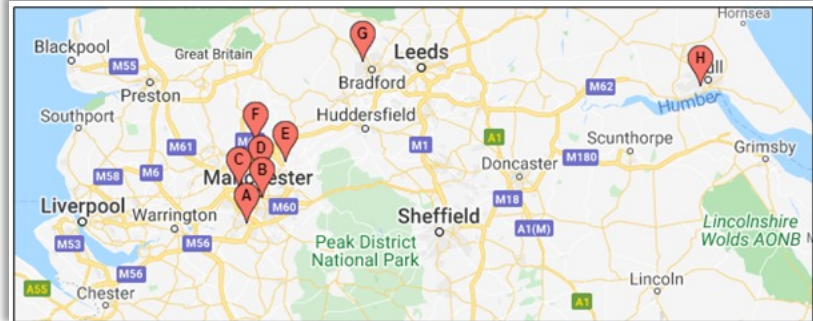 Hornsea
Blackpool
Great Britain
G
Leeds
H
M55
Bradford
Preston
M62
Humber
Southport
F
Huddersfield
M61
E
A1
M1
Scunthorpe
D
C
M58
M6
B
Doncaster
M180
Grimsby
A
M60
M18
Liverpool
Warrington
Sheffield
Lincolnshire
Wolds AONB
M53
M56
Peak District
National Park
A1(M)
M56
Lincoln
A55
Chester
A1